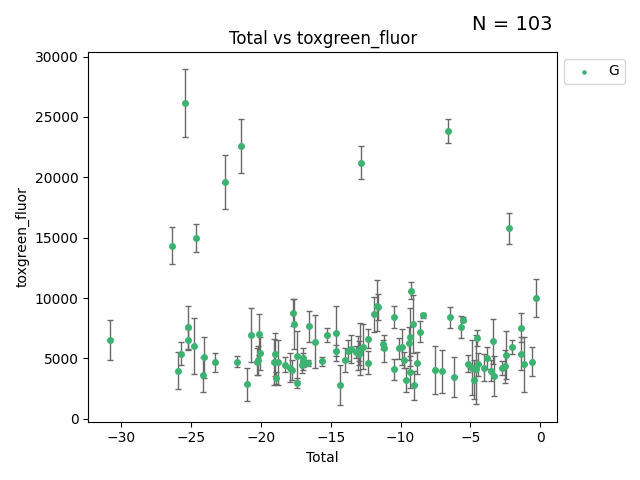 N = 103
Total vs toxgreen_fluor
G
toxgreen_fluor
30000
25000
20000
15000
10000
5000
0
−30 −25 −20 −15 −10 −5 0
Total